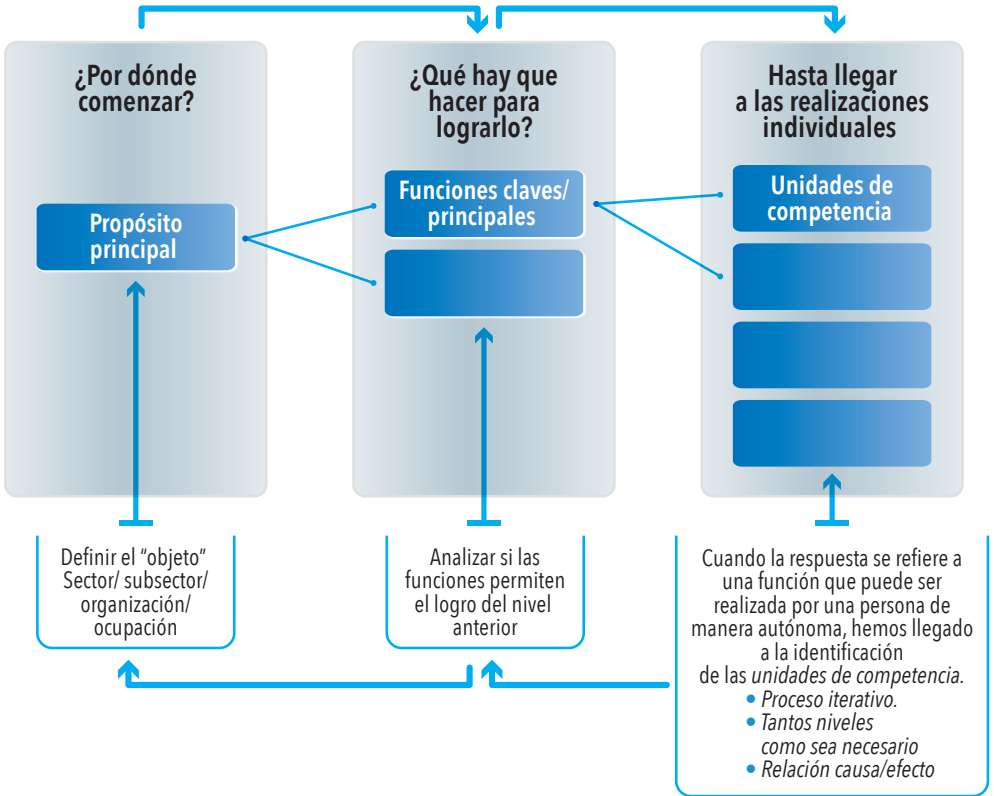 ¿Por dónde
comenzar?
Propósito
principal
Definir el "objeto"
Sector/ subsector/
organización/
ocupación
¿Qué hay que
hacer para
lograrlo?
Funciones claves/
principales
Analizar si las
funciones permiten
el logro del nivel
anterior
Hasta llegar
a las realizaciones
individuales
Unidades de
competencia
Cuando la respuesta se refiere a
una función que puede ser
realizada por una persona de
manera autónoma, hemos llegado
a la identificación
de las unidades de competencia.
• Proceso iterativo.
• Tantos niveles
como sea necesario
• Relación causa/efecto